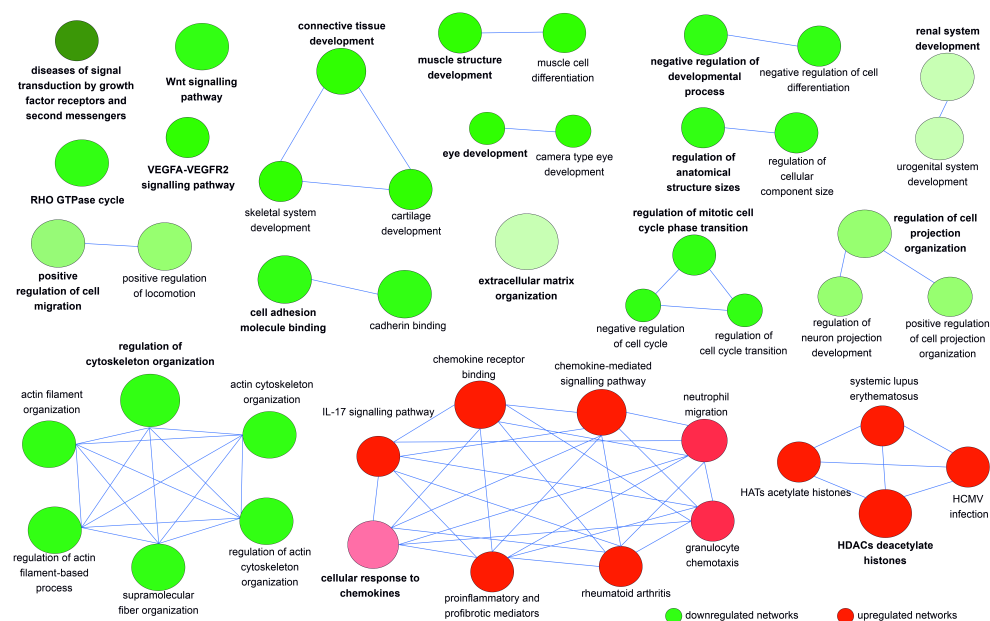 diseases of signal
transduction by growth
factor receptors and
second messengers
Wnt signalling
pathway
connective tissue
development
skeletal system
development
cartilage
development
muscle structure
development
muscle cell
differentiation
negative regulation of
developmental
process
negative regulation of cell
differentiation
renal system
development
urogenital system
development
RHO GTPase cycle
VEGFA-VEGFR2
signalling pathway
eye development
camera type eye
development
regulation of
anatomical
structure sizes
regulation of
cellular
component size
positive
regulation of cell
migration
positive regulation
of locomotion
cell adhesion
molecule binding
cadherin binding
extracellular matrix
organization
regulation of mitotic cell
cycle phase transition
negative regulation
of cell cycle
regulation of
cell cycle transition
regulation of cell
projection
organization
regulation of
neuron projection
development
positive regulation
of cell projection
organization
regulation of
cytoskeleton organization
actin filament
organization
actin cytoskeleton
organization
regulation of actin
filament-based
process
supramolecular
fiber organization
regulation of actin
cytoskeleton
organization
chemokine receptor
binding
chemokine-mediated
signalling pathway
IL-17 signalling pathway
neutrophil
migration
cellular response to
chemokines
proinflammatory and
profibrotic mediators
rheumatoid arthritis
granulocyte
chemotaxis
systemic lupus
erythematosus
HATs acetylate histones
HCMV
infection
HDACs deacetylate
histones
downregulated networks
upregulated networks